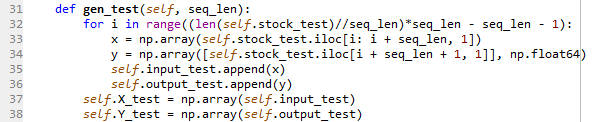 31 def gen_test(self, seq_len):
32 for i in range((len(self.stock_test)//seq_len)*seq_len - seq_len - 1):
33 x = np.array(self.stock_test.iloc[i: i + seq_len, 1])
34 y = np.array([self.stock_test.iloc[i + seq_len + 1, 1]], np.float64)
35 self.input_test.append(x)
36 self.output_test.append(y)
37 self.X_test = np.array(self.input_test)
38 self.Y_test = np.array(self.output_test)